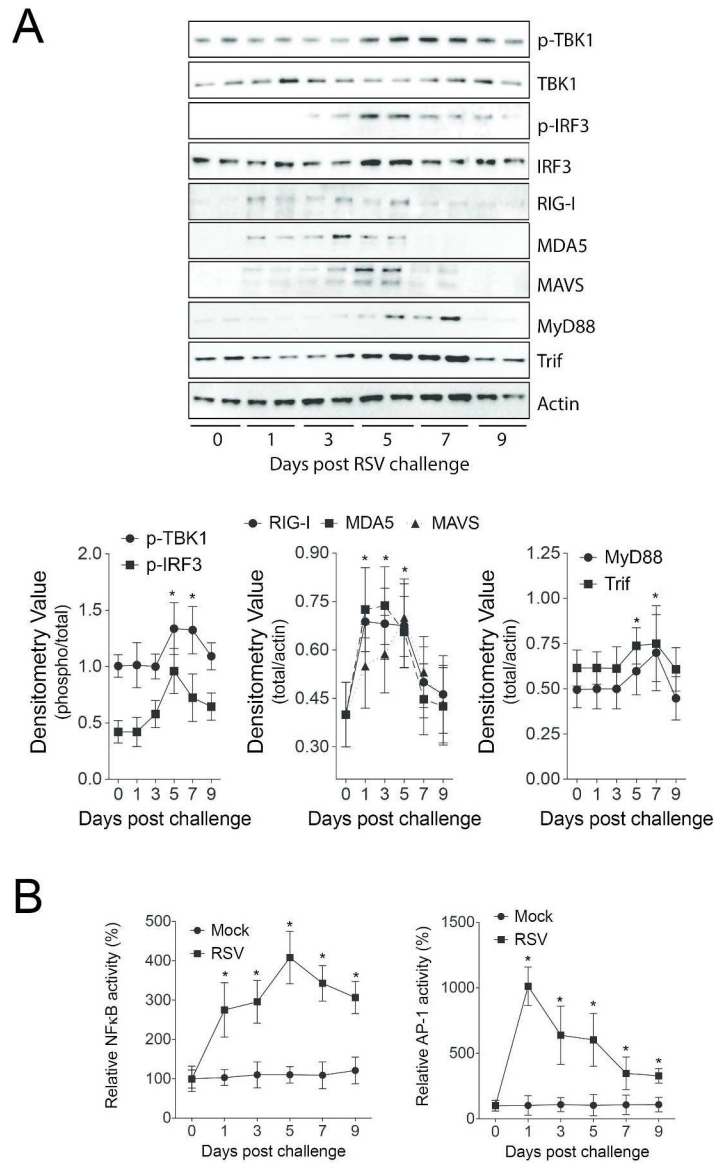 A
p-TBK1
TBK1
p-IRF3
IRF3
RIG-I
MDA5
MAVS
MyD88
Trif
Actin
0 1 3 5 7 9
Days post RSV challenge
p-TBK1
p-IRF3
Densitometry Value
(phospho/total)
2.0
1.5
1.0
0.5
0.0
* *
0 1 3 5 7 9
Days post challenge
RIG-I MDA5 MAVS
Densitometry Value
(total/actin)
0.90
0.75
0.60
0.45
0.30
* * *
0 1 3 5 7 9
Days post challenge
MyD88
Trif
Densitometry Value
(total/actin)
1.25
1.00
0.75
0.50
0.25
0.00
* *
0 1 3 5 7 9
Days post challenge
B
Mock
RSV
Relative NFκB activity (%)
500
400
300
200
100
0
* * * * *
0 1 3 5 7 9
Days post challenge
Mock
RSV
Relative AP-1 activity (%)
1500
1000
500
0
* * * * *
0 1 3 5 7 9
Days post challenge